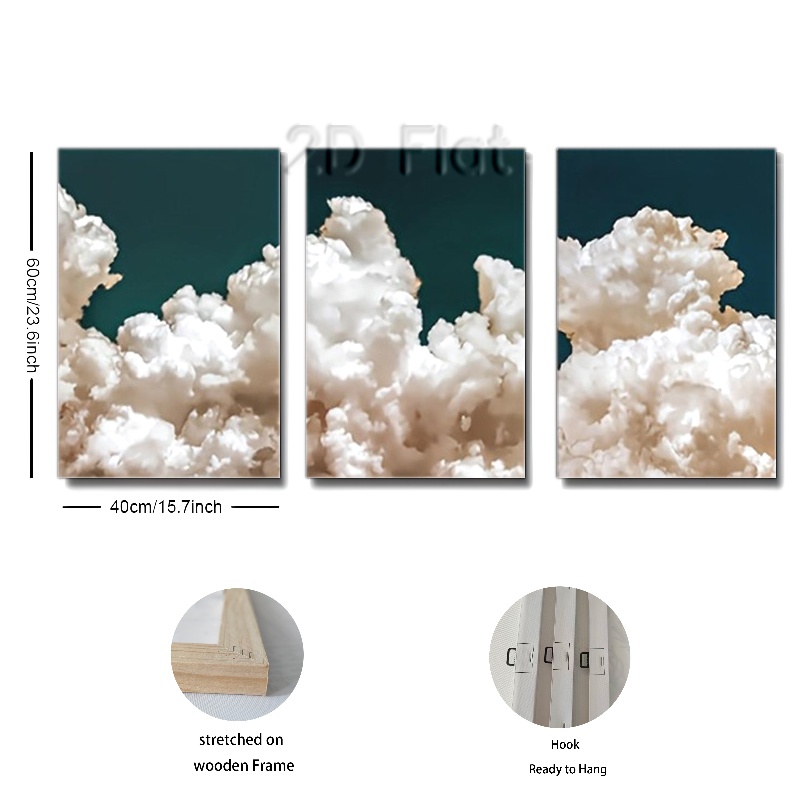 2D Flat
60cm/23.6inch
40cm/15.7inch
stretched on
wooden Frame
Hook
Ready to Hang